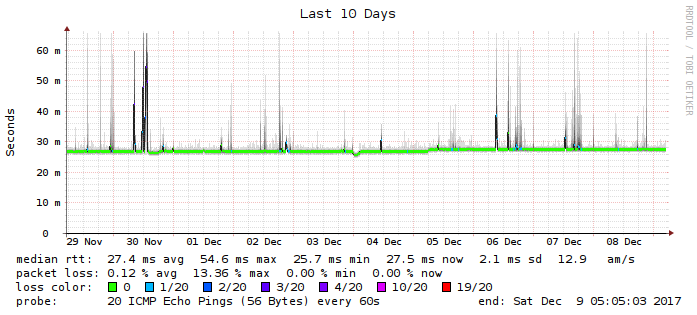 Last 10 Days
RRDTOOL / TOBI OETIKER
Seconds
60 m
50 m
40 m
30 m
20 m
10 m
0
29 Nov 30 Nov 01 Dec 02 Dec 03 Dec 04 Dec 05 Dec 06 Dec 07 Dec 08 Dec
median rtt: 27.4 ms avg 54.6 ms max 25.7 ms min 27.5 ms now 2.1 ms sd 12.9 am/s
packet loss: 0.12 % avg 13.36 % max 0.00 % min 0.00 % now
loss color: 0 1/20 2/20 3/20 4/20 10/20 19/20
probe: 20 ICMP Echo Pings (56 Bytes) every 60s end: Sat Dec 9 05:05:03 2017